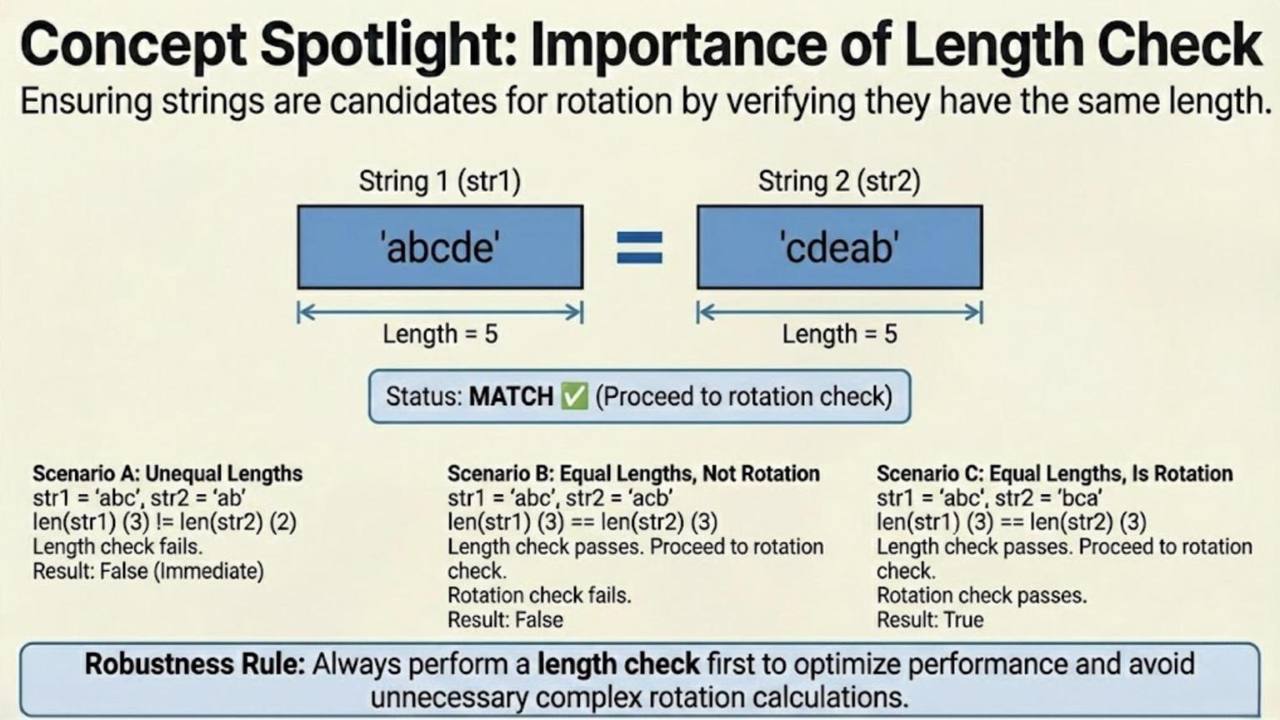 Concept Spotlight: Importance of Length Check
Ensuring strings are candidates for rotation by verifying they have the same length.
String 1 (str1)
String 2 (str2)
'abcde'
=
'cdeab'
Length = 5
Length = 5
Status: MATCH ✅ (Proceed to rotation check)
Scenario A: Unequal Lengths
str1 = 'abc', str2 = 'ab'
len(str1) (3) != len(str2) (2)
Length check fails.
Result: False (Immediate)
Scenario B: Equal Lengths, Not Rotation
str1 = 'abc', str2 = 'acb'
len(str1) (3) == len(str2) (3)
Length check passes. Proceed to rotation
check.
Rotation check fails.
Result: False
Scenario C: Equal Lengths, Is Rotation
str1 = 'abc', str2 = 'bca'
len(str1) (3) == len(str2) (3)
Length check passes. Proceed to rotation
check.
Rotation check passes.
Result: True
Robustness Rule: Always perform a length check first to optimize performance and avoid
unnecessary complex rotation calculations.